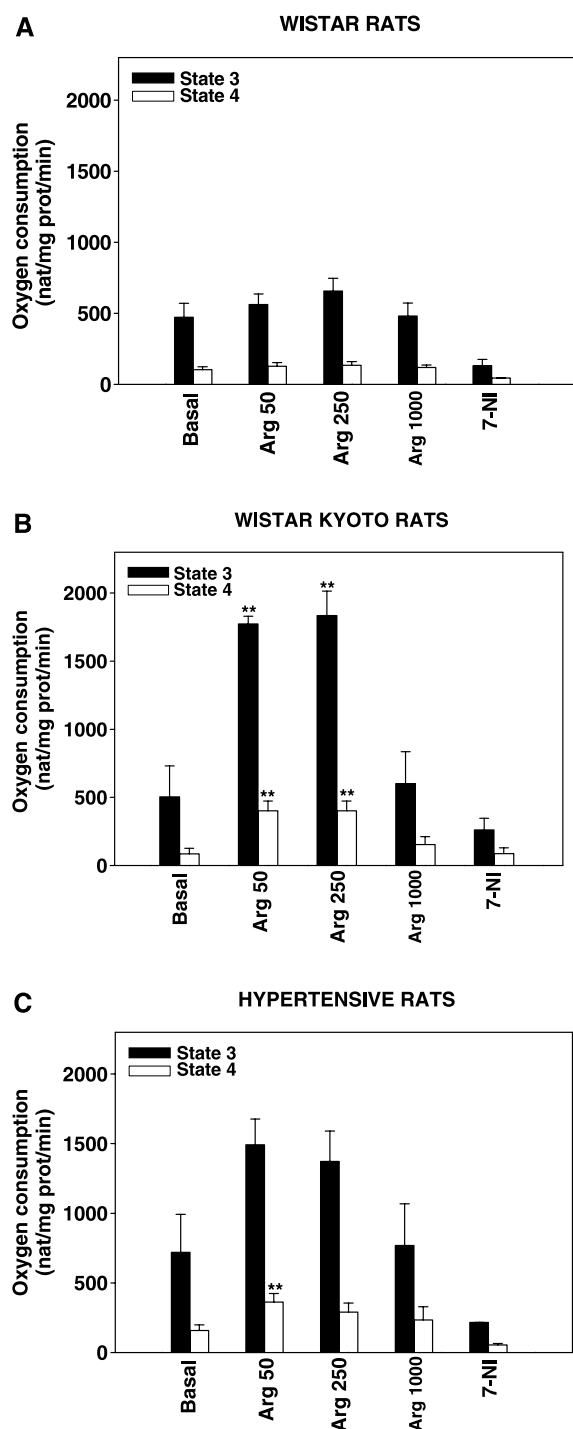 A
WISTAR RATS
State 3
State 4
Oxygen consumption
(nat/mg prot/min)
2000
1500
1000
500
0
Basal
Arg 50
Arg 250
Arg 1000
7-NI
B
WISTAR KYOTO RATS
State 3
State 4
Oxygen consumption
(nat/mg prot/min)
2000
1500
1000
500
0
**
**
**
**
Basal
Arg 50
Arg 250
Arg 1000
7-NI
C
HYPERTENSIVE RATS
State 3
State 4
Oxygen consumption
(nat/mg prot/min)
2000
1500
1000
500
0
**
Basal
Arg 50
Arg 250
Arg 1000
7-NI